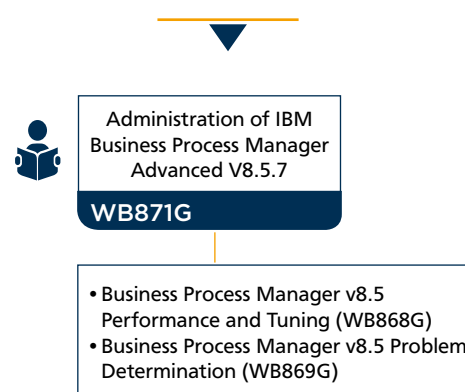 Administration of IBM
Business Process Manager
Advanced V8.5.7
WB871G
• Business Process Manager v8.5
Performance and Tuning (WB868G)
• Business Process Manager v8.5 Problem
Determination (WB869G)